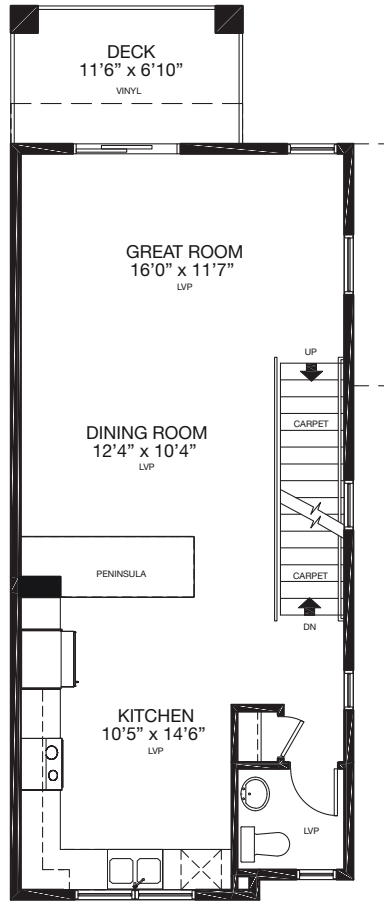 DECK
11’6” x 6’10”
VINYL
GREAT ROOM
16’0” x 11’7”
LVP
UP
CARPET
DINING ROOM
12’4” x 10’4”
LVP
PENINSULA
CARPET
DN
KITCHEN
10’5” x 14’6”
LVP
LVP